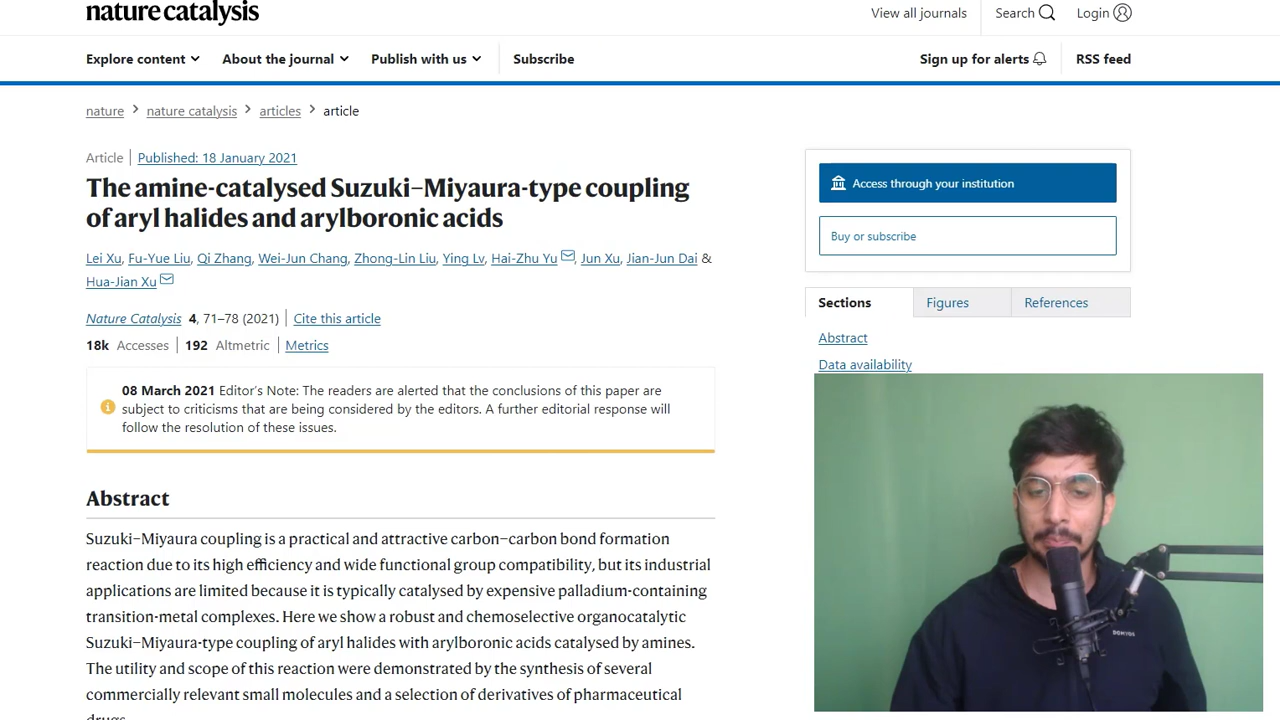 nature catalysis
View all journals
Search
Login
Explore content
About the journal
Publish with us
Subscribe
Sign up for alerts
RSS feed
nature > nature catalysis > articles > article
Article | Published: 18 January 2021
The amine-catalysed Suzuki–Miyaura-type coupling
of aryl halides and arylboronic acids
Lei Xu, Fu-Yue Liu, Qi Zhang, Wei-Jun Chang, Zhong-Lin Liu, Ying Lv, Hai-Zhu Yu, Jun Xu, Jian-Jun Dai &
Hua-Jian Xu
Nature Catalysis 4, 71–78 (2021) | Cite this article
18k Accesses | 192 Altmetric | Metrics
08 March 2021 Editor's Note: The readers are alerted that the conclusions of this paper are
subject to criticisms that are being considered by the editors. A further editorial response will
follow the resolution of these issues.
Abstract
Suzuki–Miyaura coupling is a practical and attractive carbon–carbon bond formation
reaction due to its high efficiency and wide functional group compatibility, but its industrial
applications are limited because it is typically catalysed by expensive palladium-containing
transition-metal complexes. Here we show a robust and chemoselective organocatalytic
Suzuki–Miyaura-type coupling of aryl halides with arylboronic acids catalysed by amines.
The utility and scope of this reaction were demonstrated by the synthesis of several
commercially relevant small molecules and a selection of derivatives of pharmaceutical
drugs.
Access through your institution
Buy or subscribe
Sections
Figures
References
Abstract
Data availability
DOMYOS